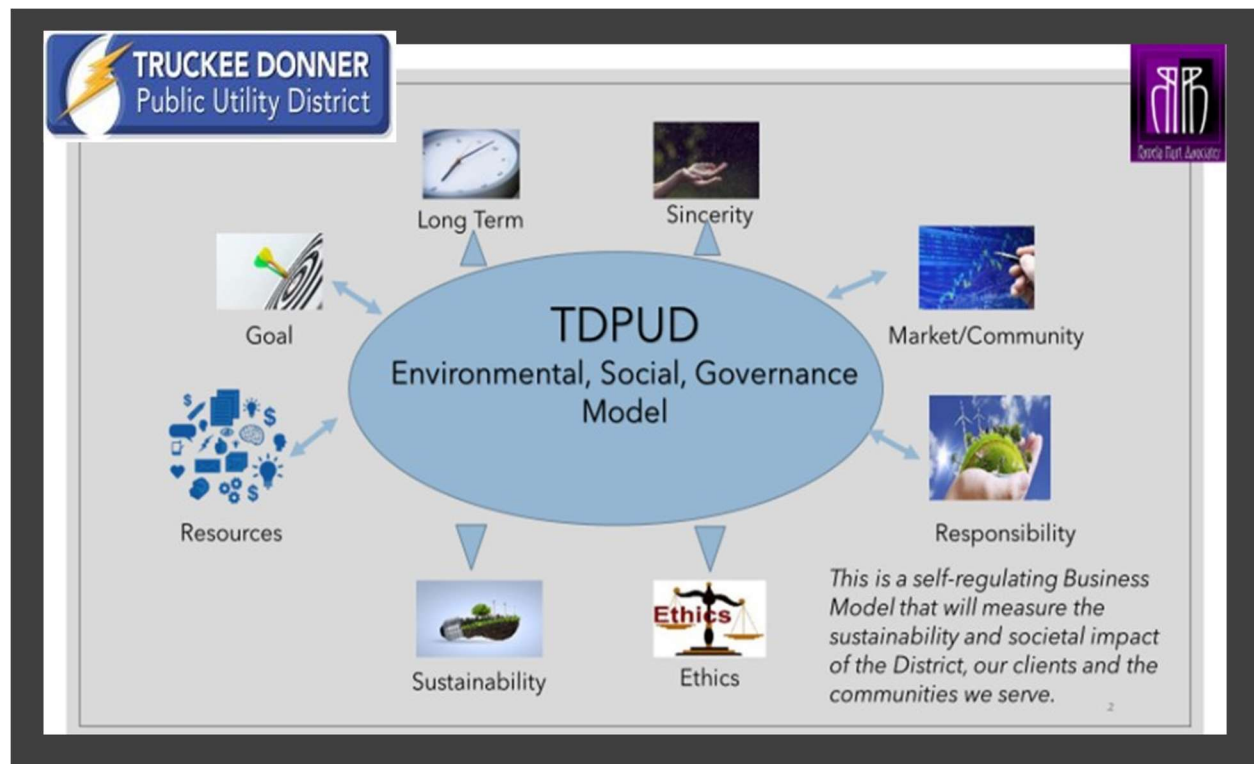 TRUCKEE DONNER
Public Utility District
Long Term
Sincerity
Goal
Market/Community
TDPUD
Environmental, Social, Governance
Model
Resources
Responsibility
Sustainability
Ethics
Ethics
This is a self-regulating Business
Model that will measure the
sustainability and societal impact
of the District, our clients and the
communities we serve.
2